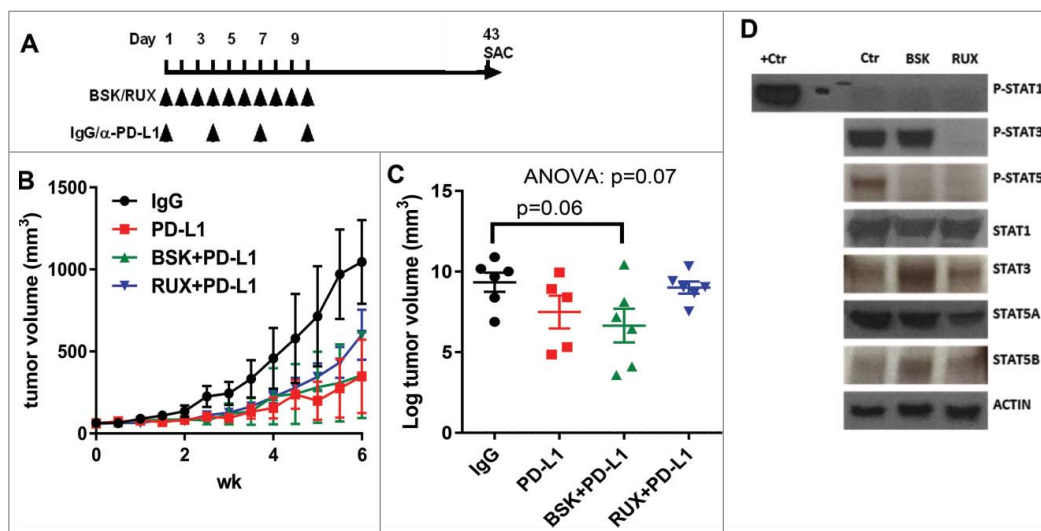 A
Day 1 3 5 7 9 43
SAC
BSK/RUX
IgG/α-PD-L1
B
tumor volume (mm³)
1500
1000
500
0
IgG
PD-L1
BSK+PD-L1
RUX+PD-L1
0 2 4 6
wk
C
ANOVA: p=0.07
p=0.06
Log tumor volume (mm³)
15
10
5
0
IgG
PD-L1
BSK+PD-L1
RUX+PD-L1
D
+Ctr Ctr BSK RUX
P-STAT1
P-STAT3
P-STAT5
STAT1
STAT3
STAT5A
STAT5B
ACTIN